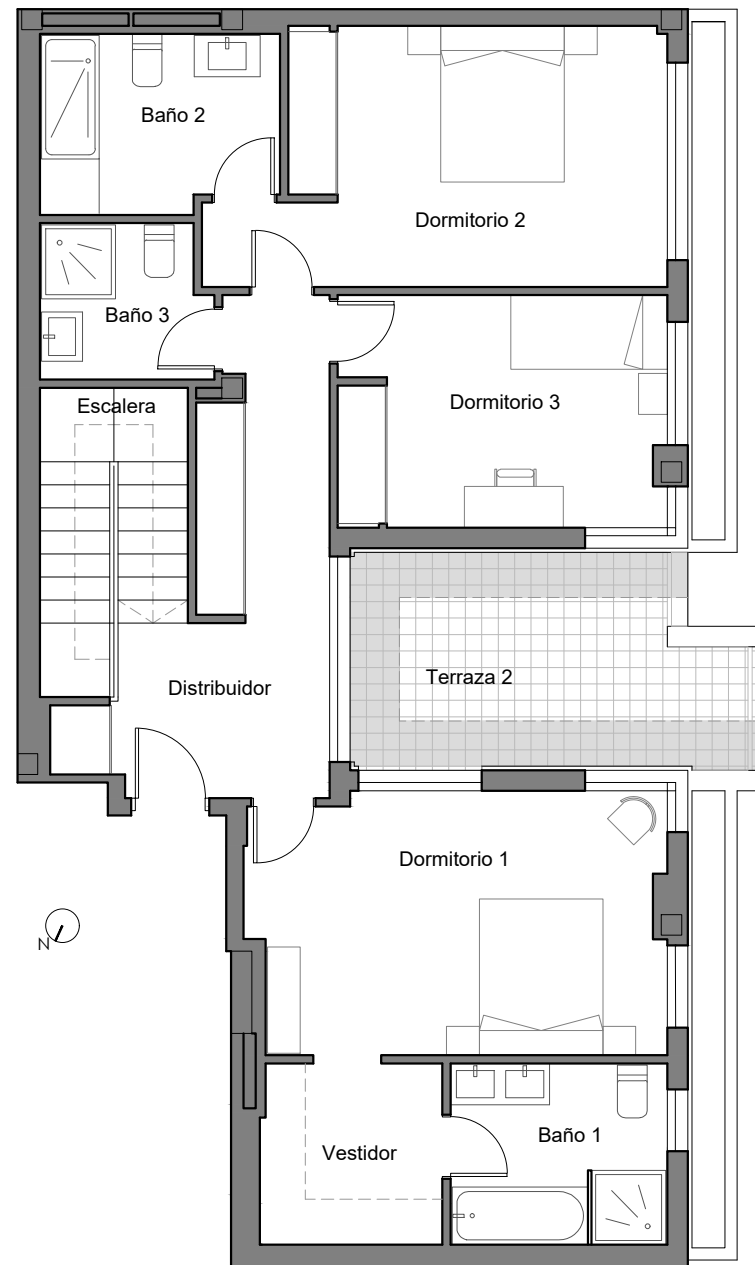 Baño 2
Dormitorio 2
Baño 3
Escalera
Dormitorio 3
Terraza 2
Distribuidor
Dormitorio 1
N
Baño 1
Vestidor